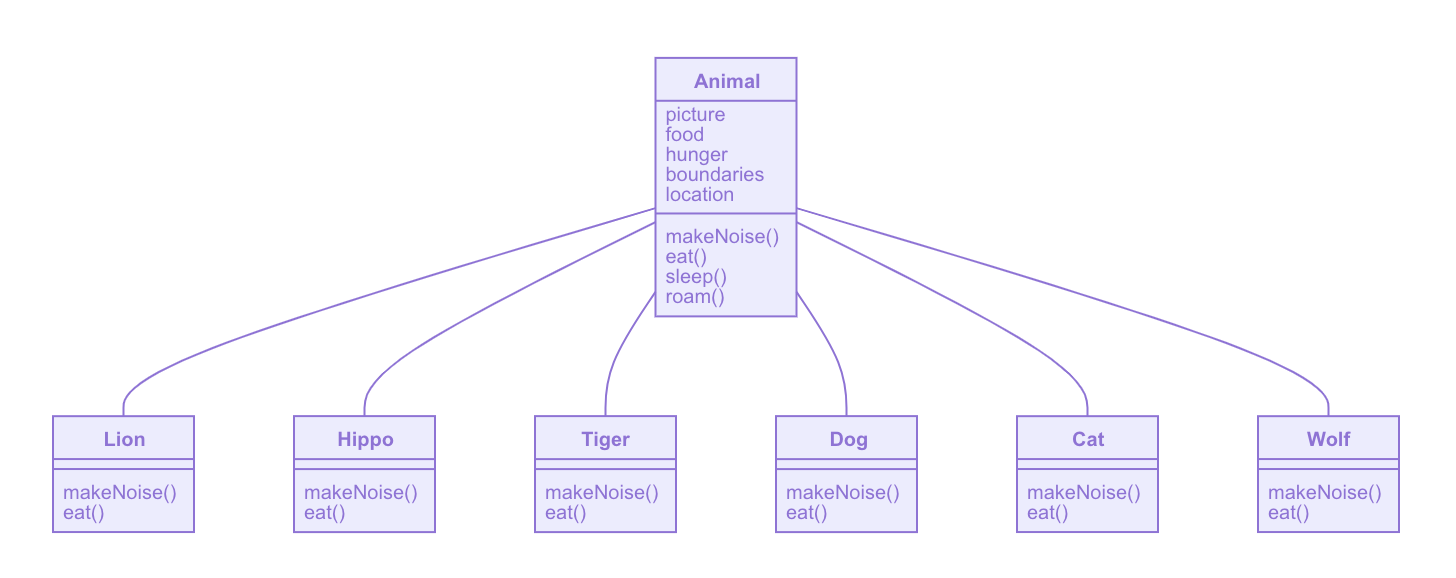 Animal
picture
food
hunger
boundaries
location
makeNoise()
eat()
sleep()
roam()
Lion
makeNoise()
eat()
Hippo
makeNoise()
eat()
Tiger
makeNoise()
eat()
Dog
makeNoise()
eat()
Cat
makeNoise()
eat()
Wolf
makeNoise()
eat()